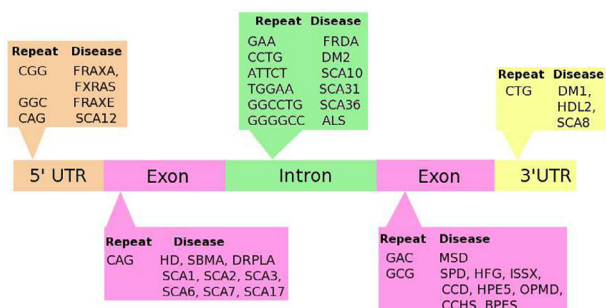 Repeat Disease
CGG FRAXA,
FXRAS
GGC FRAXE
CAG SCA12
Repeat Disease
GAA FRDA
CCTG DM2
ATTCT SCA10
TGGAA SCA31
GGCCTG SCA36
GGGGCC ALS
Repeat Disease
CTG DM1,
HDL2,
SCA8
5' UTR Exon Intron Exon 3'UTR
Repeat Disease
CAG HD, SBMA, DRPLA
SCA1, SCA2, SCA3,
SCA6, SCA7, SCA17
Repeat Disease
GAC MSD
GCG SPD, HFG, ISSX,
CCD, HPE5, OPMD,
CCHS, BPES